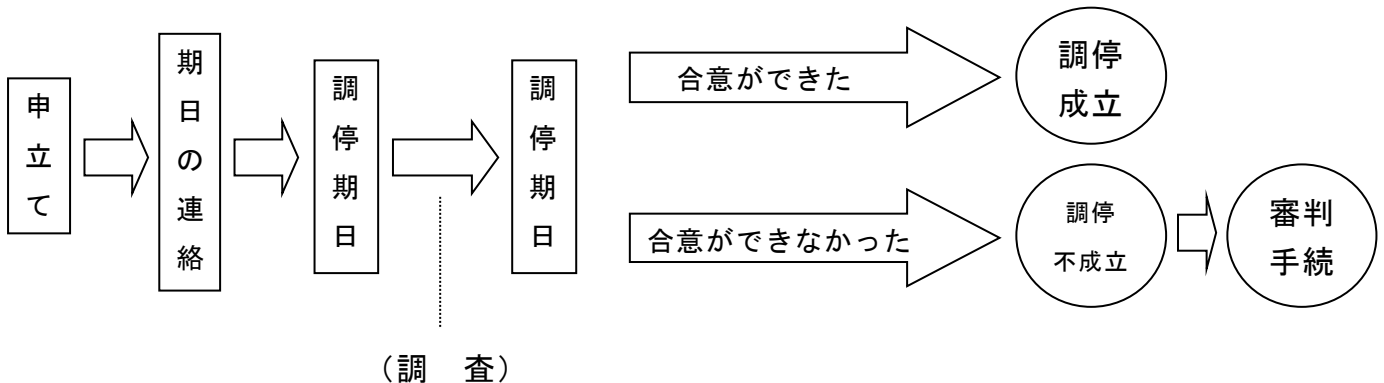 申立て
期日の連絡
調停期日
調停期日
合意ができた
調停
成立
合意ができなかった
調停
不成立
審判
手続
（調　査）